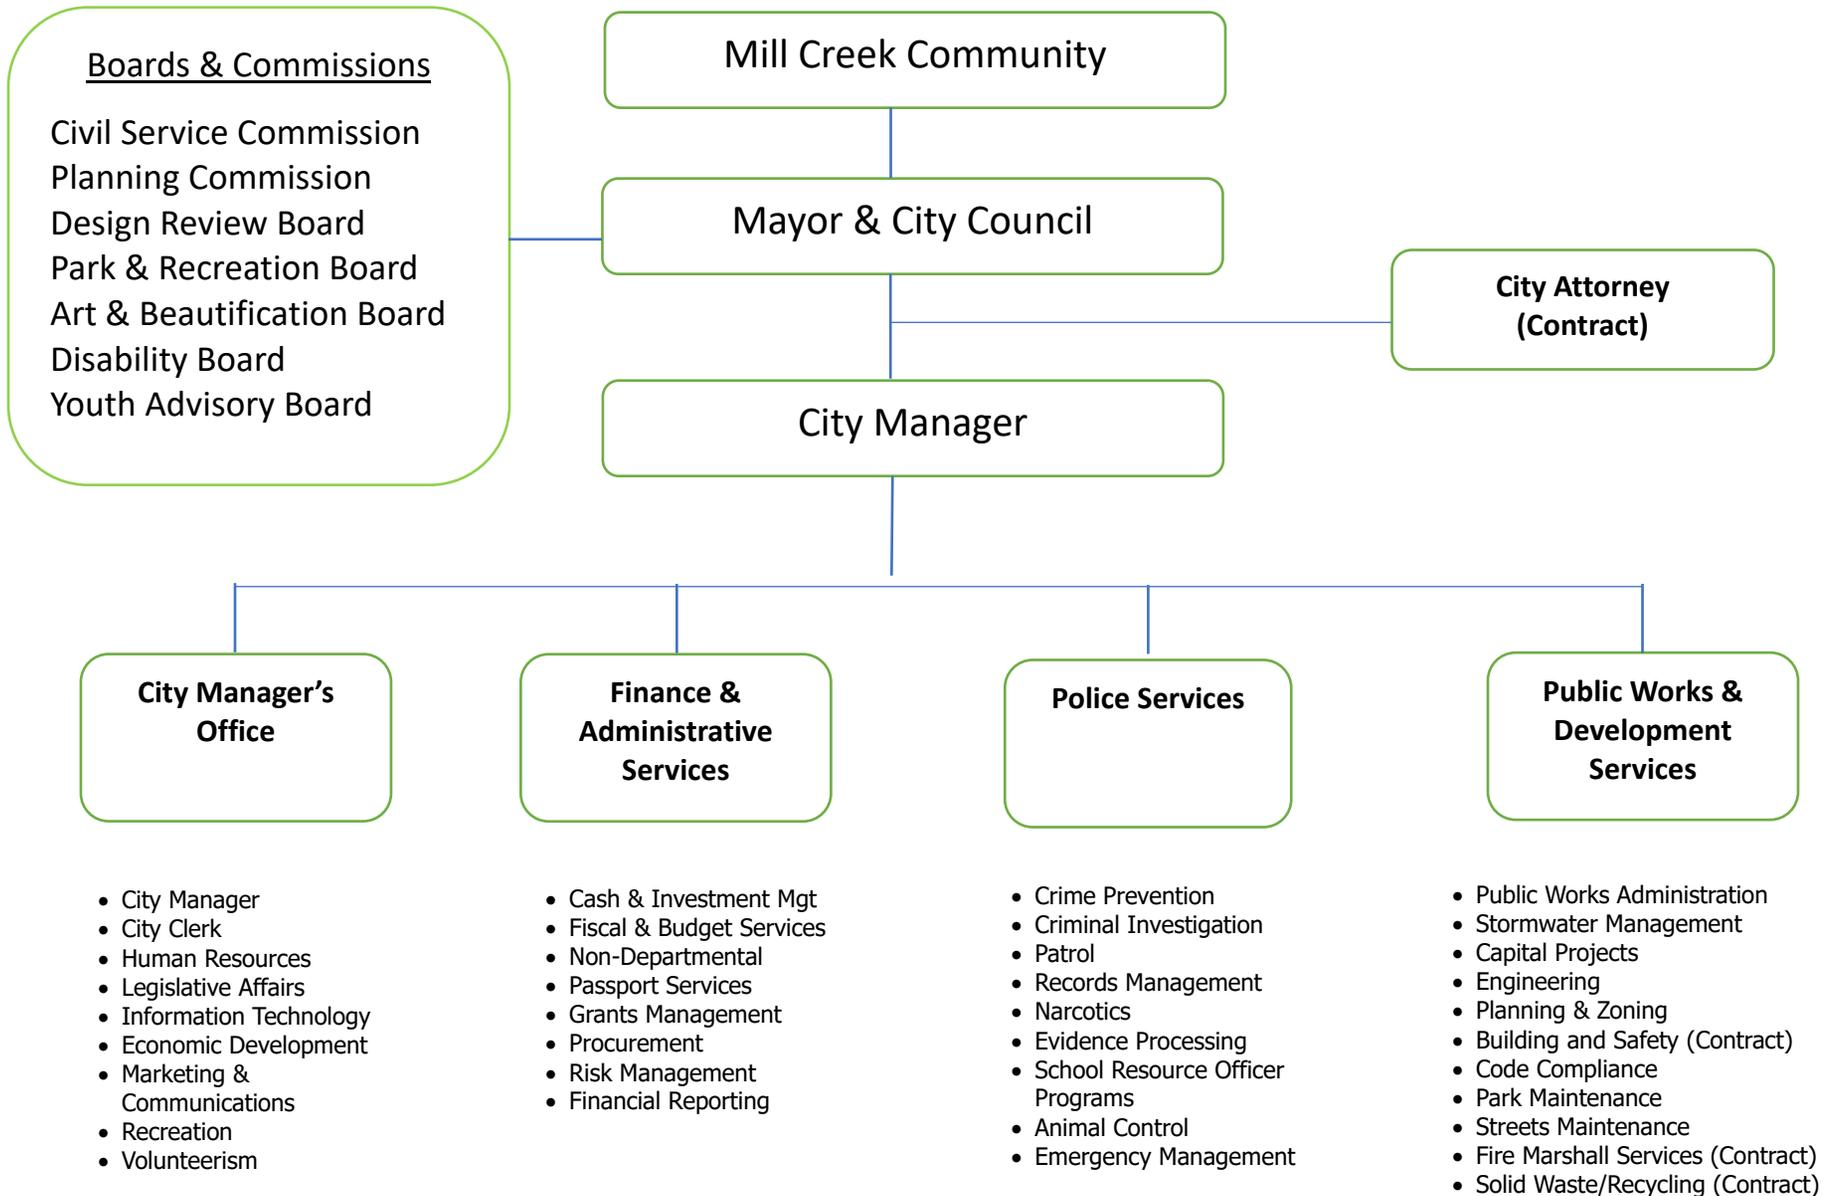 Boards & Commissions
Civil Service Commission
Planning Commission
Design Review Board
Park & Recreation Board
Art & Beautification Board
Disability Board
Youth Advisory Board
Mill Creek Community
Mayor & City Council
City Attorney
(Contract)
City Manager
City Manager’s
Office
Finance &
Administrative
Services
Police Services
Public Works &
Development
Services
• City Manager
• City Clerk
• Human Resources
• Legislative Affairs
• Information Technology
• Economic Development
• Marketing &
Communications
• Recreation
• Volunteerism
• Cash & Investment Mgt
• Fiscal & Budget Services
• Non-Departmental
• Passport Services
• Grants Management
• Procurement
• Risk Management
• Financial Reporting
• Crime Prevention
• Criminal Investigation
• Patrol
• Records Management
• Narcotics
• Evidence Processing
• School Resource Officer
Programs
• Animal Control
• Emergency Management
• Public Works Administration
• Stormwater Management
• Capital Projects
• Engineering
• Planning & Zoning
• Building and Safety (Contract)
• Code Compliance
• Park Maintenance
• Streets Maintenance
• Fire Marshall Services (Contract)
• Solid Waste/Recycling (Contract)